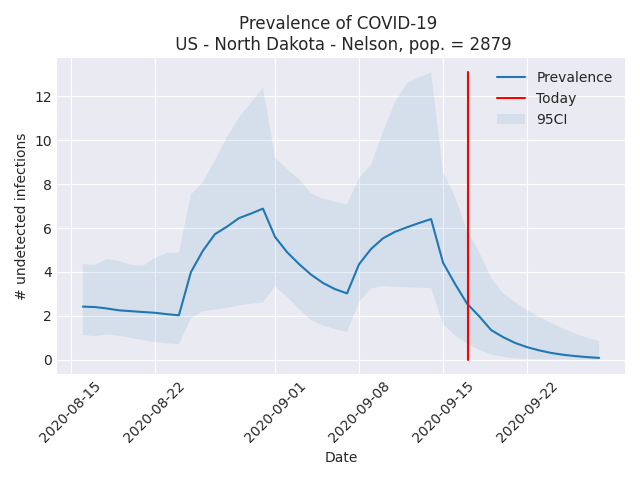 Prevalence of COVID-19
US - North Dakota - Nelson, pop. = 2879
Prevalence
Today
95CI
12
10
8
6
4
2
0
# undetected infections
2020-08-15
2020-08-22
2020-09-01
2020-09-08
2020-09-15
2020-09-22
Date